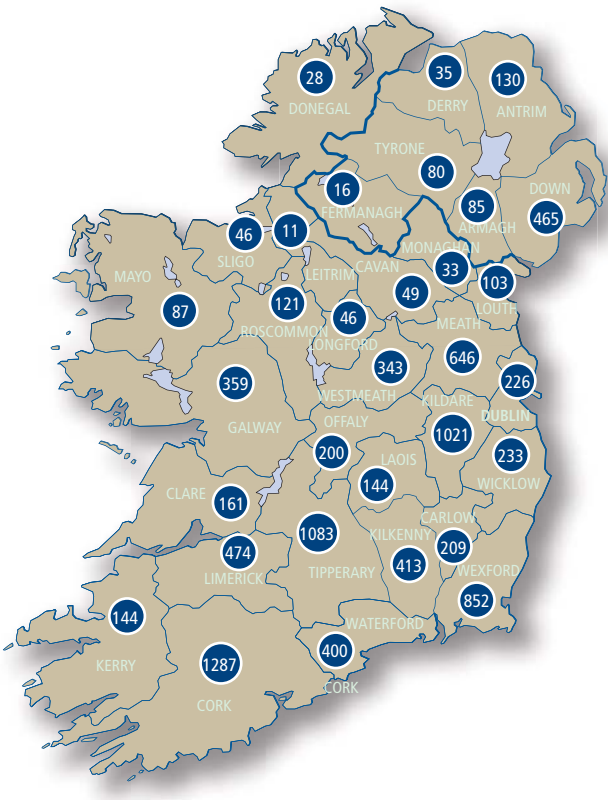 28
DONEGAL
35
DERRY
130
ANTRIM
TYRONE
80
16
FERMANAGH
85
ARMAGH
DOWN
465
46
SLIGO
11
LEITRIM
CAVAN
49
MONAGHAN
33
103
LOUTH
MAYO
87
121
ROSCOMMON
46
LONGFORD
MEATH
646
343
WESTMEATH
359
GALWAY
226
DUBLIN
KILDARE
1021
OFFALY
200
LAOIS
144
233
WICKLOW
CLARE
161
1083
TIPPERARY
KILKENNY
413
CARLOW
209
474
LIMERICK
WEXFORD
852
144
KERRY
WATERFORD
400
CORK
1287
CORK